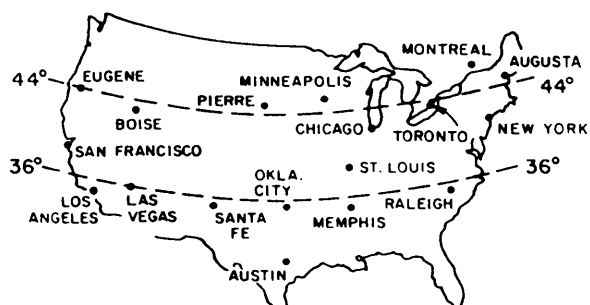 MONTREAL
AUGUSTA
44°
EUGENE
MINNEAPOLIS
44°
PIERRE
BOISE
CHICAGO
TORONTO
NEW YORK
SAN FRANCISCO
36°
OKLA.
CITY
ST. LOUIS
36°
LOS
ANGELES
LAS
VEGAS
SANTA
FE
MEMPHIS
RALEIGH
AUSTIN